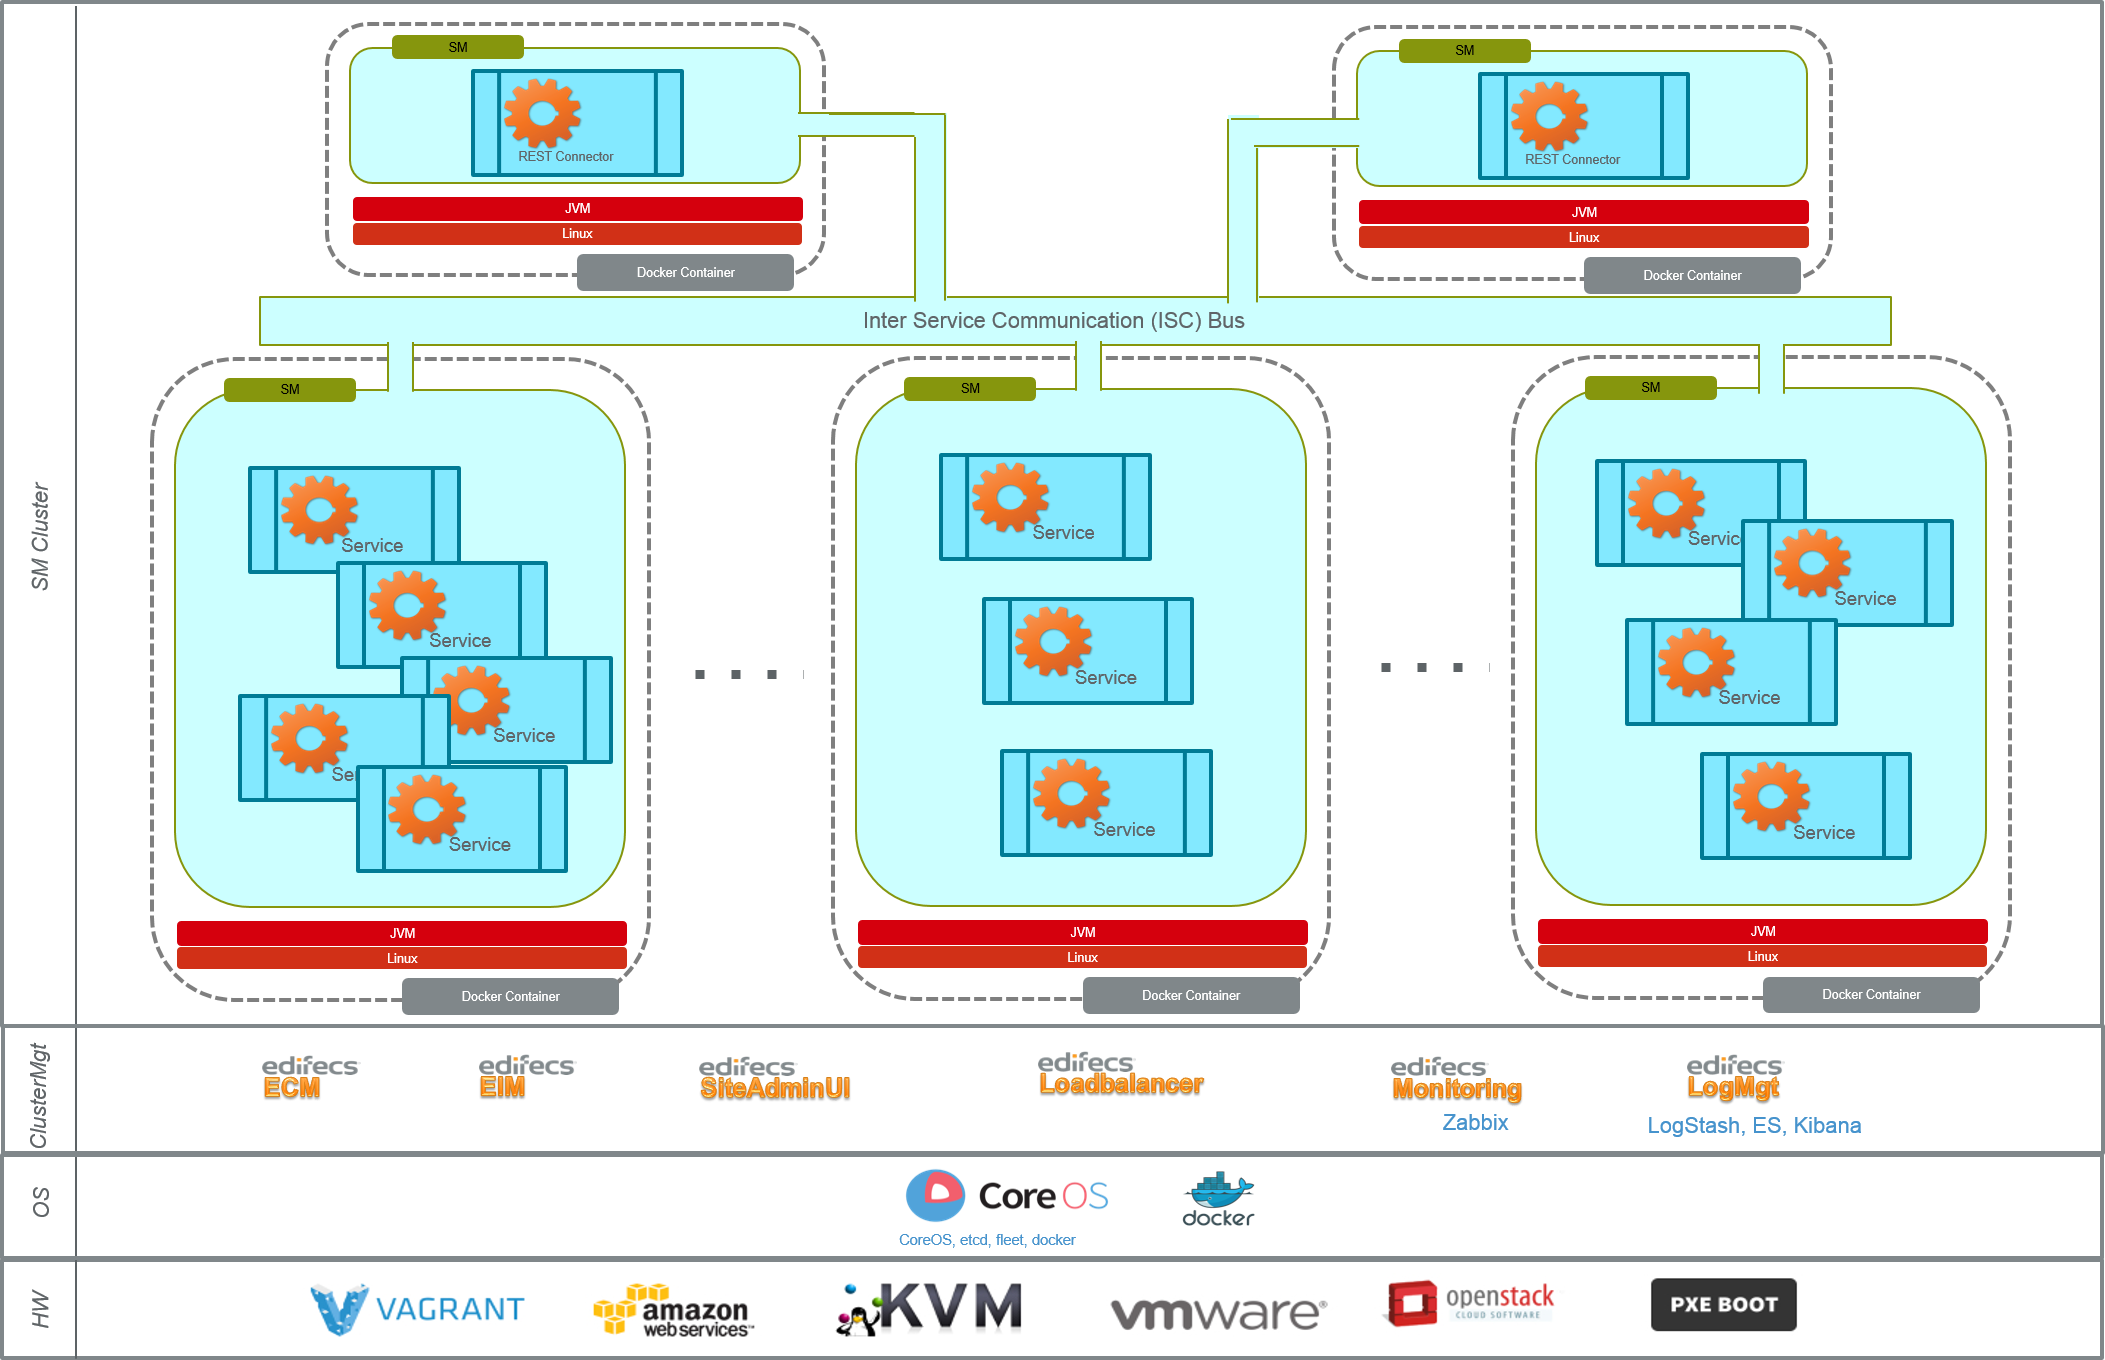 SM Cluster
SM
REST Connector
JVM
Linux
Docker Container
SM
REST Connector
JVM
Linux
Docker Container
Inter Service Communication (ISC) Bus
SM
Service
Service
Service
Se
Service
JVM
Linux
Docker Container
SM
Service
Service
Service
JVM
Linux
Docker Container
SM
Servic
Service
Service
Service
JVM
Linux
Docker Container
ClusterMgt
edifecs
ECM
edifecs
EIM
edifecs
SiteAdminUI
edifecs
Loadbalancer
edifecs
Monitoring
Zabbix
edifecs
LogMgt
LogStash, ES, Kibana
OS
Core OS
CoreOS, etcd, fleet, docker
docker
HW
VAGRANT
amazon
webservices™
KVM
vmware®
openstack
CLOUD SOFTWARE
PXE BOOT